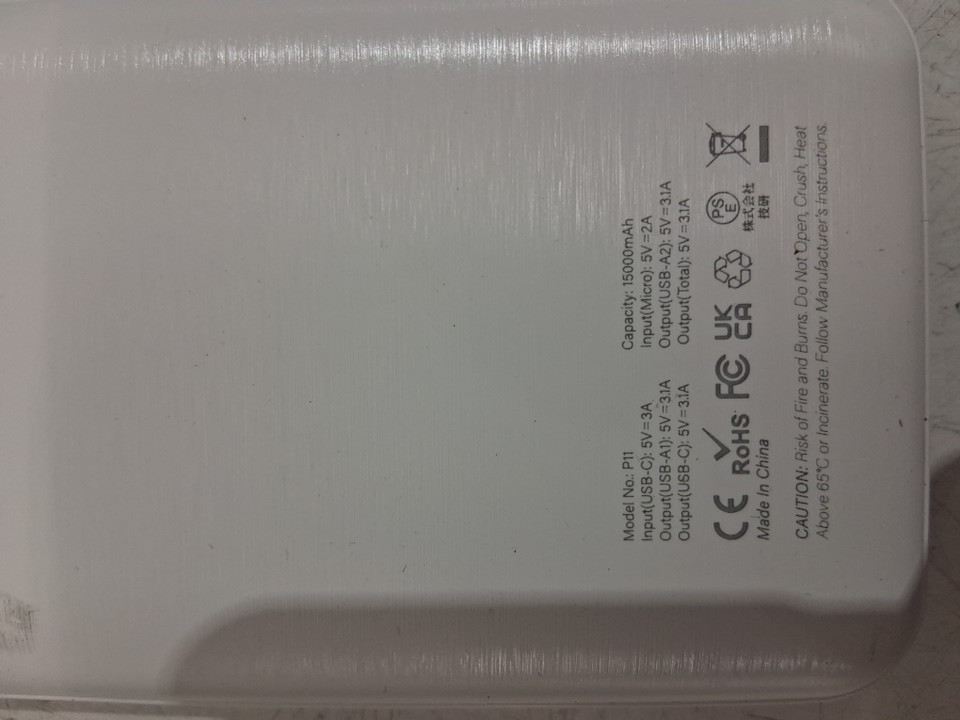 Model No.: P11
Capacity: 15000mAh
Input(USB-C): 5V=3A
Input(Micro): 5V=2A
Output(USB-A1): 5V=3.1A
Output(USB-A2): 5V=3.1A
Output(USB-C): 5V=3.1A
Output(Total): 5V=3.1A
CE RoHS FC UK CA PS E
株式会社
技研
Made In China
CAUTION: Risk of Fire and Burns. Do Not Open, Crush, Heat
Above 65°C or Incinerate. Follow Manufacturer's Instructions.